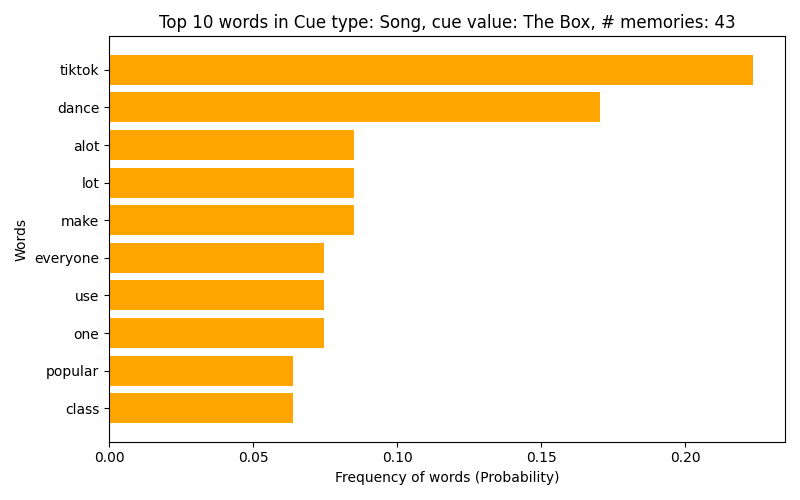 Top 10 words in Cue type: Song, cue value: The Box, # memories: 43
tiktok
dance
alot
lot
make
everyone
use
one
popular
class
Words
0.00 0.05 0.10 0.15 0.20
Frequency of words (Probability)